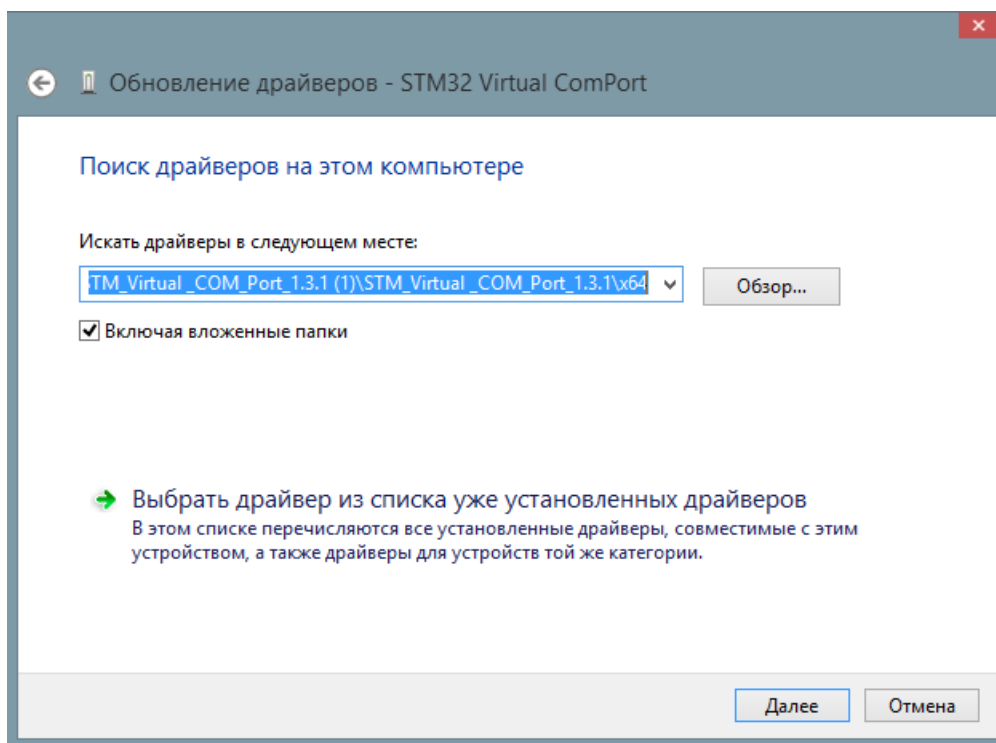 Обновление драйверов - STM32 Virtual ComPort
Поиск драйверов на этом компьютере
Искать драйверы в следующем месте:
TM_Virtual _COM_Port_1.3.1 (1)\STM_Virtual _COM_Port_1.3.1\x64
Обзор...
Включая вложенные папки
Выбрать драйвер из списка уже установленных драйверов
В этом списке перечисляются все установленные драйверы, совместимые с этим
устройством, а также драйверы для устройств той же категории.
Далее
Отмена